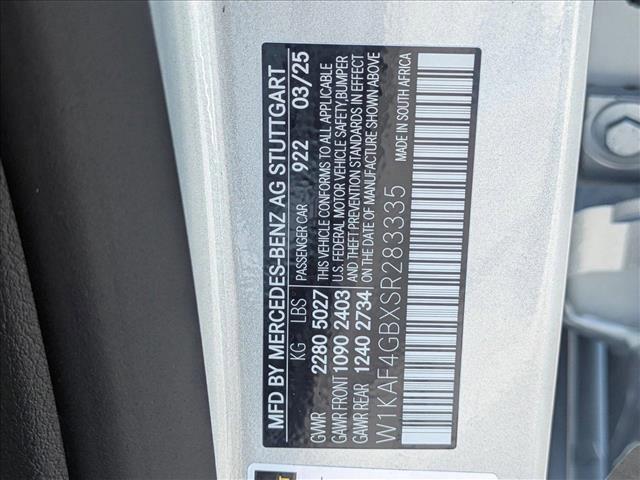 MFD BY MERCEDES-BENZ AG STUTTGART
KG LBS PASSENGER CAR 922 03/25
GVWR 2280 5027 THIS VEHICLE CONFORMS TO ALL APPLICABLE
GAWR FRONT 1090 2403 U.S. FEDERAL MOTOR VEHICLE SAFETY,BUMPER
GAWR REAR 1240 2734 AND THEFT PREVENTION STANDARDS IN EFFECT
ON THE DATE OF MANUFACTURE SHOWN ABOVE
MADE IN SOUTH AFRICA
W1KAF4GBXSR283335